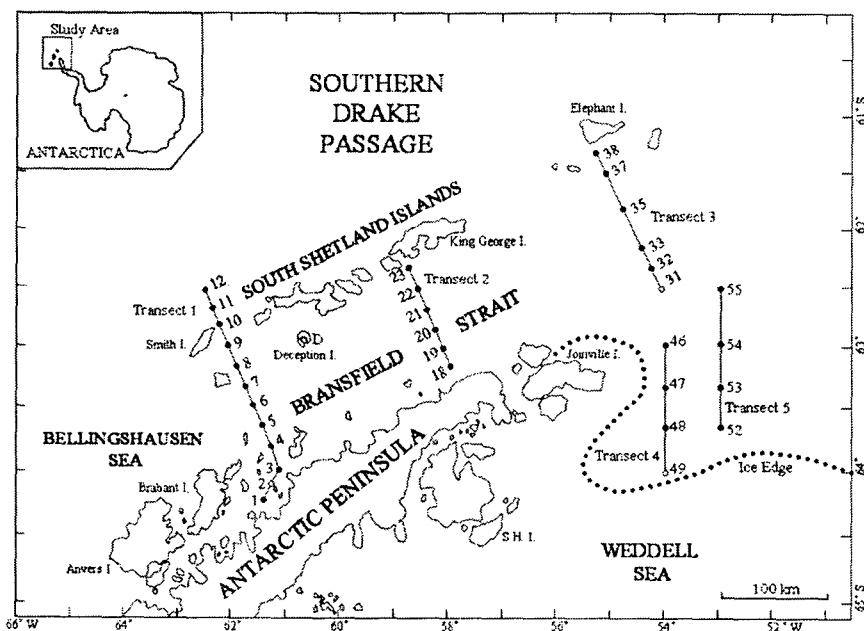 Study Area
ANTARCTICA
SOUTHERN
DRAKE
PASSAGE
Elephant I.
38
37
35
Transect 3
33
32
31
61°S
62°
63°
64°
65°S
SOUTH SHETLAND ISLANDS
King George I.
12
11
Transect 1
10
Smith I.
9
8
7
6
5
4
3
2
1
D
Deception I.
23
Transect 2
22
21
20
19
18
BRANSFIELD STRAIT
Joinville I.
55
46
54
47
53
Transect 5
48
52
Transect 4
49
Ice Edge
BELLINGSHAUSEN
SEA
Brabant I.
Anvers I.
ANTARCTIC PENINSULA
S.H. I.
WEDDELL
SEA
100 km
66° W
64°
62°
60°
58°
56°
54°
52° W